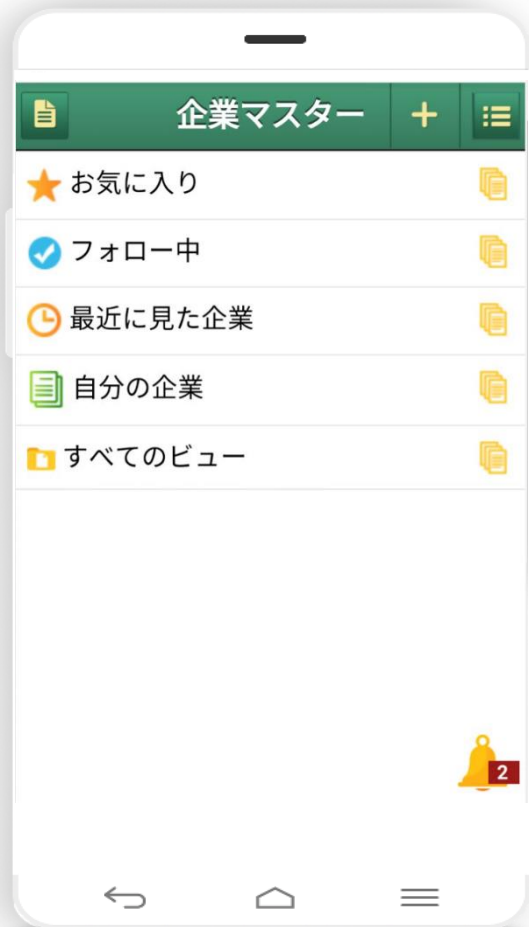 企業マスター
お気に入り
フォロー中
最近に見た企業
自分の企業
すべてのビュー
2